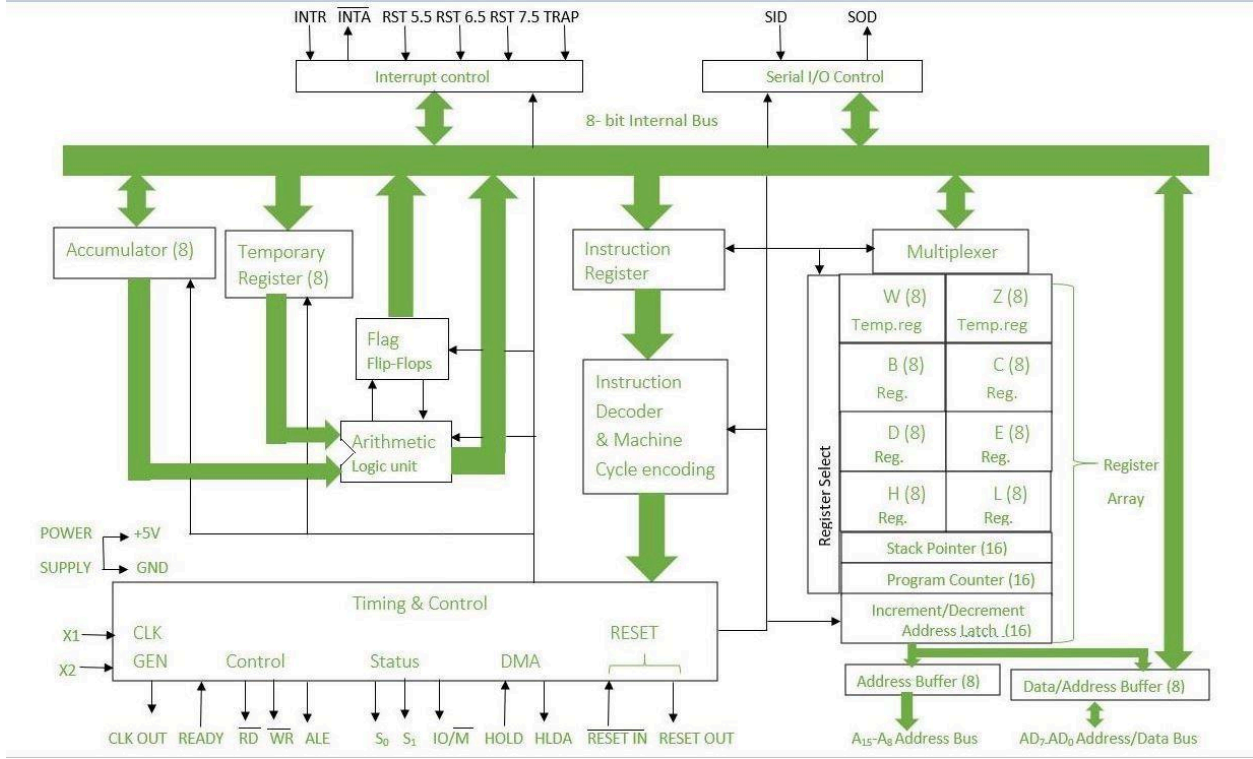 INTR INTA RST 5.5 RST 6.5 RST 7.5 TRAP SID SOD
Interrupt control
Serial I/O Control
8- bit Internal Bus
Accumulator (8)
Temporary
Register (8)
Instruction
Register
Multiplexer
Flag
Flip-Flops
Arithmetic
Logic unit
Instruction
Decoder
& Machine
Cycle encoding
Register Select
W (8)
Temp.reg
Z (8)
Temp.reg
B (8)
Reg.
C (8)
Reg.
D (8)
Reg.
E (8)
Reg.
H (8)
Reg.
L (8)
Reg.
Stack Pointer (16)
Program Counter (16)
Increment/Decrement
Address Latch (16)
Register
Array
POWER +5V
SUPPLY GND
Timing & Control
X1
X2
CLK
GEN
Control
Status
DMA
RESET
Address Buffer (8)
Data/Address Buffer (8)
CLK OUT READY RD WR ALE S0 S1 IO/M HOLD HLDA RESET IN RESET OUT
A15-A8 Address Bus
AD7-AD0 Address/Data Bus